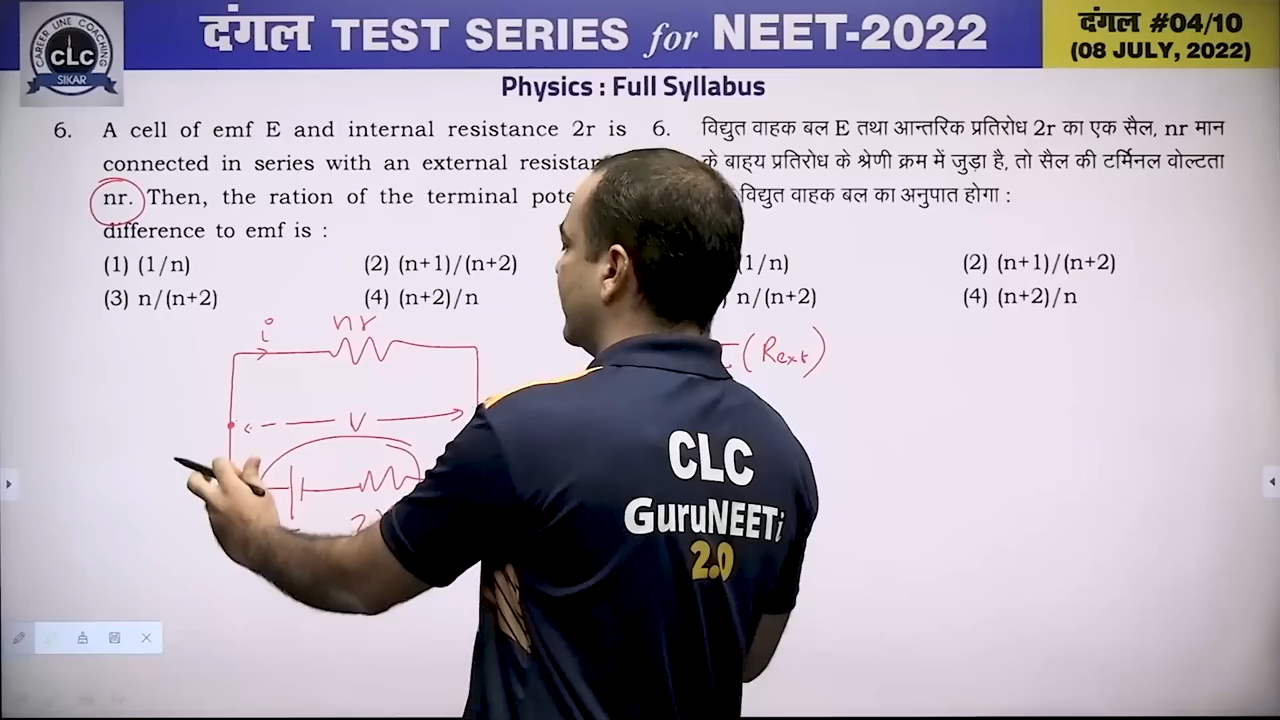 CAREER LINE COACHING
CLC
SIKAR
दंगल TEST SERIES for NEET-2022
दंगल #04/10
(08 JULY, 2022)
Physics : Full Syllabus
6. A cell of emf E and internal resistance 2r is
connected in series with an external
nr. Then, the ration of the terminal
difference to emf is :
(1) (1/n) (2) (n+1)/(n+2)
(3) n/(n+2) (4) (n+2)/n
6. विद्युत वाहक बल E तथा आन्तरिक प्रतिरोध 2r का एक सैल, nr मान
के बाह्य प्रतिरोध के श्रेणी क्रम में जुड़ा है, तो सैल की टर्मिनल वोल्टता
विद्युत वाहक बल का अनुपात होगा :
(1/n) (2) (n+1)/(n+2)
n/(n+2) (4) (n+2)/n
i
nr
V
(Rext)
CLC
GuruNEETi
2.0